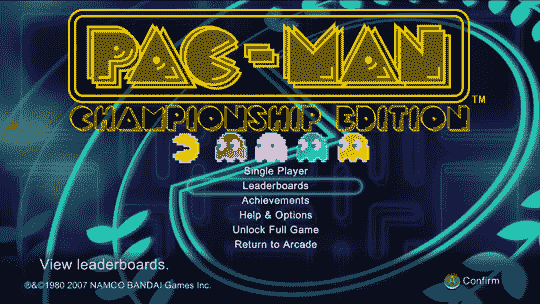 PAC-MAN
TM
CHAMPIONSHIP EDITION
Single Player
Leaderboards
Achievements
Help & Options
Unlock Full Game
Return to Arcade
View leaderboards.
®&©1980 2007 NAMCO BANDAI Games Inc.
A Confirm